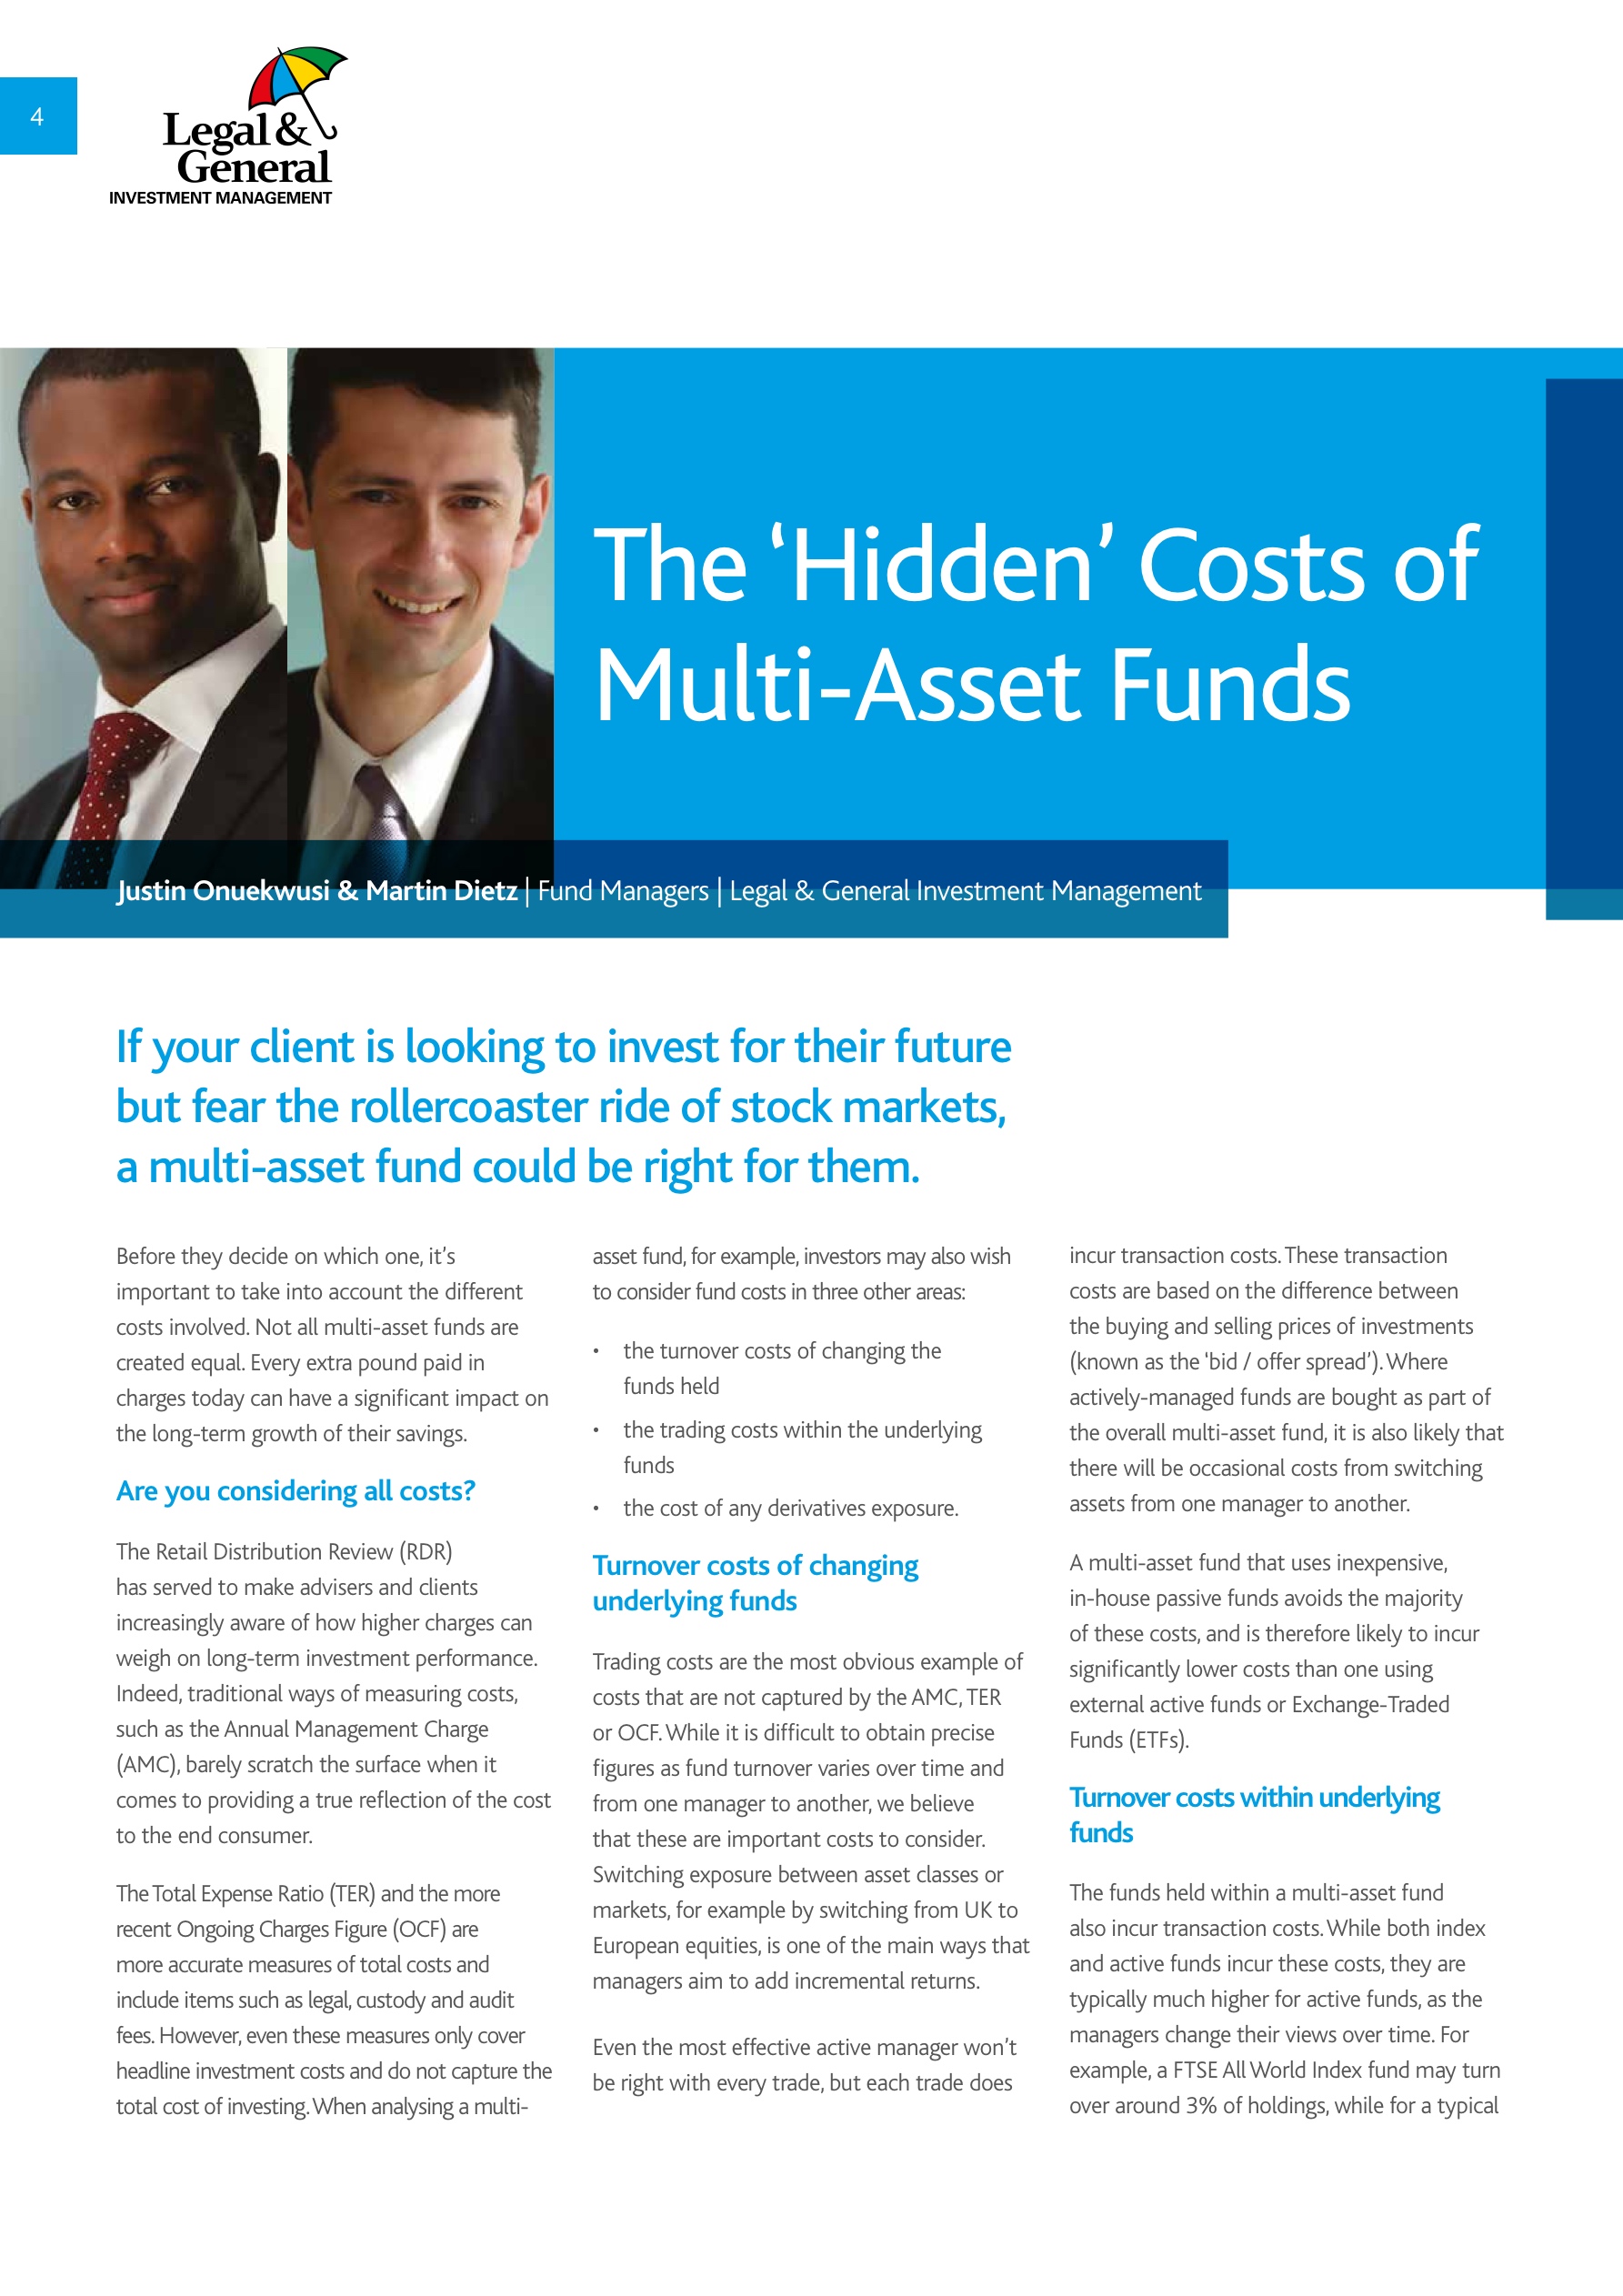 4
Legal &
General
INVESTMENT MANAGEMENT
The ‘Hidden’ Costs of
Multi-Asset Funds
Justin Onuekwusi & Martin Dietz | Fund Managers | Legal & General Investment Management
If your client is looking to invest for their future
but fear the rollercoaster ride of stock markets,
a multi-asset fund could be right for them.
Before they decide on which one, it’s
important to take into account the different
costs involved. Not all multi-asset funds are
created equal. Every extra pound paid in
charges today can have a significant impact on
the long-term growth of their savings.
Are you considering all costs?
The Retail Distribution Review (RDR)
has served to make advisers and clients
increasingly aware of how higher charges can
weigh on long-term investment performance.
Indeed, traditional ways of measuring costs,
such as the Annual Management Charge
(AMC), barely scratch the surface when it
comes to providing a true reflection of the cost
to the end consumer.
The Total Expense Ratio (TER) and the more
recent Ongoing Charges Figure (OCF) are
more accurate measures of total costs and
include items such as legal, custody and audit
fees. However, even these measures only cover
headline investment costs and do not capture the
total cost of investing. When analysing a multi-
asset fund, for example, investors may also wish
to consider fund costs in three other areas:
• the turnover costs of changing the
funds held
• the trading costs within the underlying
funds
• the cost of any derivatives exposure.
Turnover costs of changing
underlying funds
Trading costs are the most obvious example of
costs that are not captured by the AMC, TER
or OCF. While it is difficult to obtain precise
figures as fund turnover varies over time and
from one manager to another, we believe
that these are important costs to consider.
Switching exposure between asset classes or
markets, for example by switching from UK to
European equities, is one of the main ways that
managers aim to add incremental returns.
Even the most effective active manager won’t
be right with every trade, but each trade does
incur transaction costs. These transaction
costs are based on the difference between
the buying and selling prices of investments
(known as the ‘bid / offer spread’). Where
actively-managed funds are bought as part of
the overall multi-asset fund, it is also likely that
there will be occasional costs from switching
assets from one manager to another.
A multi-asset fund that uses inexpensive,
in-house passive funds avoids the majority
of these costs, and is therefore likely to incur
significantly lower costs than one using
external active funds or Exchange-Traded
Funds (ETFs).
Turnover costs within underlying
funds
The funds held within a multi-asset fund
also incur transaction costs. While both index
and active funds incur these costs, they are
typically much higher for active funds, as the
managers change their views over time. For
example, a FTSE All World Index fund may turn
over around 3% of holdings, while for a typical